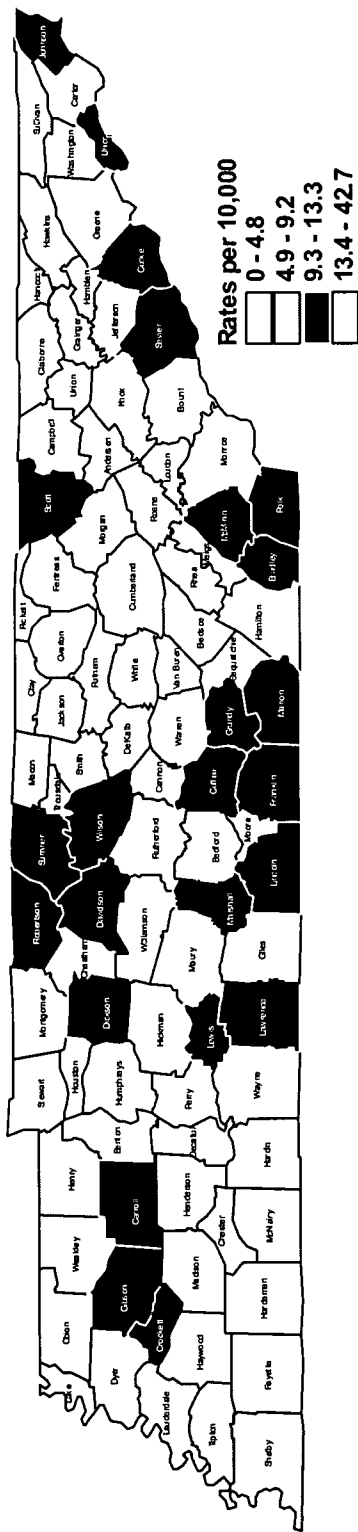 Rates per 10,000
0 - 4.8
4.9 - 9.2
9.3 - 13.3
13.4 - 42.7
Lake
Obion
Weakley
Henry
Stewart
Montgomery
Robertson
Sumner
Macon
Clay
Pickett
Scott
Campbell
Claiborne
Hancock
Hawkins
Sullivan
Johnson
Dyer
Gibson
Carroll
Benton
Houston
Humphreys
Dickson
Cheatham
Davidson
Wilson
Trousdale
Smith
Jackson
Overton
Fentress
Putnam
Morgan
Anderson
Union
Grainger
Hamblen
Greene
Washington
Unicoi
Carter
Lauderdale
Crockett
Haywood
Madison
Henderson
Decatur
Perry
Hickman
Williamson
Rutherford
Cannon
DeKalb
White
Cumberland
Roane
Loudon
Knox
Jefferson
Cocke
Sevier
Blount
Tipton
Chester
Lewis
Maury
Marshall
Bedford
Coffee
Warren
Van Buren
Bledsoe
Rhea
Meigs
McMinn
Monroe
Shelby
Fayette
Hardeman
McNairy
Hardin
Wayne
Lawrence
Giles
Lincoln
Moore
Franklin
Grundy
Marion
Sequatchie
Hamilton
Bradley
Polk